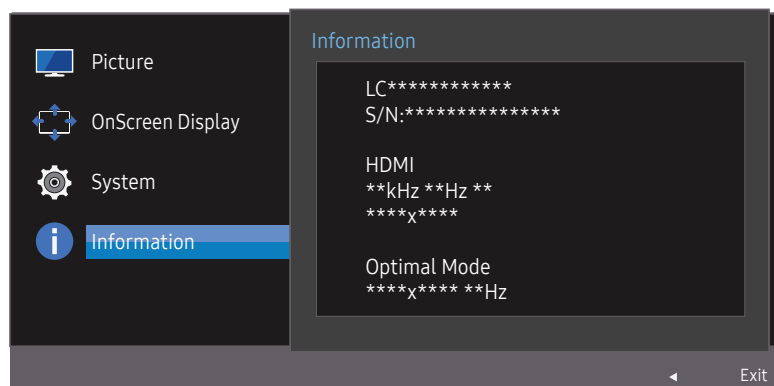 Picture
OnScreen Display
System
Information
Information
LC************
S/N:***************
HDMI
**kHz **Hz **
****x****
Optimal Mode
****x**** **Hz
Exit